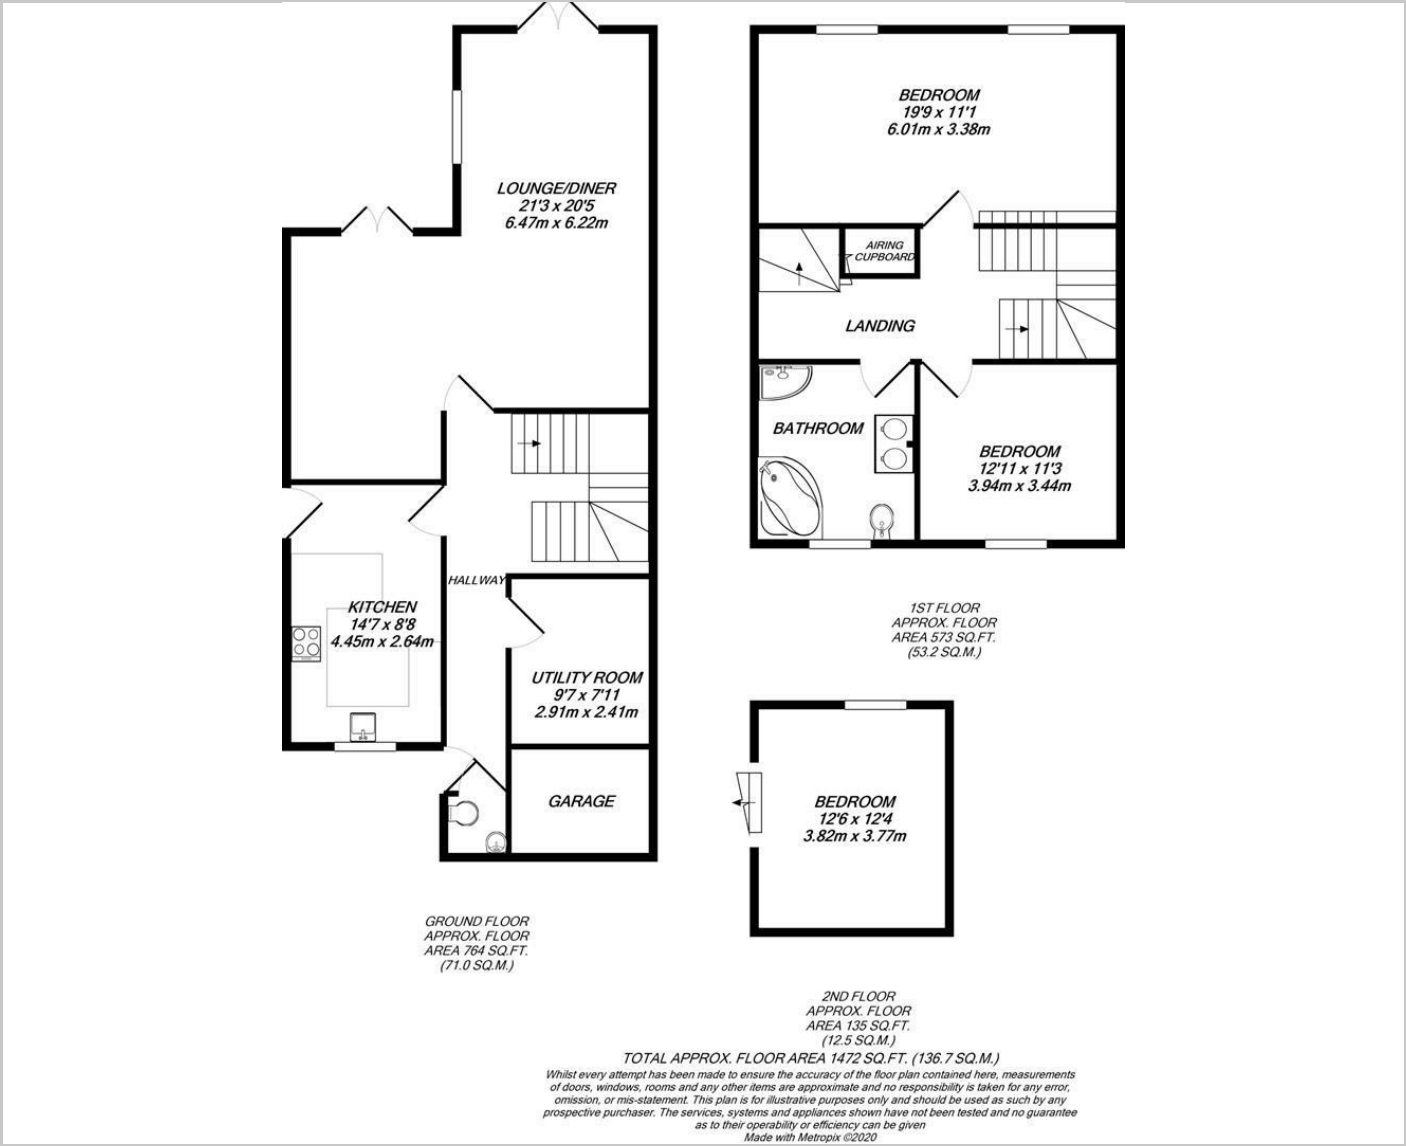 LOUNGE/DINER
21'3 x 20'5
6.47m x 6.22m
HALLWAY
KITCHEN
14'7 x 8'8
4.45m x 2.64m
UTILITY ROOM
9'7 x 7'11
2.91m x 2.41m
GARAGE
GROUND FLOOR
APPROX. FLOOR
AREA 764 SQ.FT.
(71.0 SQ.M.)
BEDROOM
19'9 x 11'1
6.01m x 3.38m
AIRING
CUPBOARD
LANDING
BATHROOM
BEDROOM
12'11 x 11'3
3.94m x 3.44m
1ST FLOOR
APPROX. FLOOR
AREA 573 SQ.FT.
(53.2 SQ.M.)
BEDROOM
12'6 x 12'4
3.82m x 3.77m
2ND FLOOR
APPROX. FLOOR
AREA 135 SQ.FT.
(12.5 SQ.M.)
TOTAL APPROX. FLOOR AREA 1472 SQ.FT. (136.7 SQ.M.)
Whilst every attempt has been made to ensure the accuracy of the floor plan contained here, measurements
of doors, windows, rooms and any other items are approximate and no responsibility is taken for any error,
omission, or mis-statement. This plan is for illustrative purposes only and should be used as such by any
prospective purchaser. The services, systems and appliances shown have not been tested and no guarantee
as to their operability or efficiency can be given
Made with Metropix ©2020